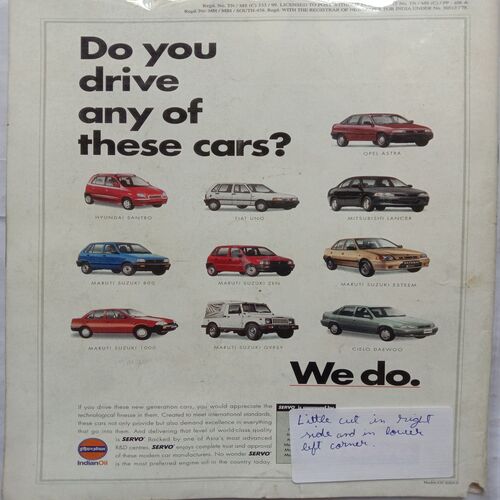 Do you
drive
any of
these cars?
OPEL ASTRA
HYUNDAI SANTRO
FIAT UNO
MITSUBISHI LANCER
MARUTI SUZUKI 800
MARUTI SUZUKI ZEN
MARUTI SUZUKI ESTEEM
MARUTI SUZUKI 1000
MARUTI SUZUKI GYPSY
CIELO DAEWOO
We do.
If you drive these new generation cars, you would appreciate the
technological finesse in them. Created to meet international standards,
these cars not only provide but also demand excellence in everything
that go into them. And delivering that level of world-class excellence
is SERVO. Backed by one of Asia's most advanced
R&D centres, SERVO has the complete trust and approval
of these modern car manufacturers. No wonder SERVO
is the most preferred engine oil in the country today.
इंडियनऑयल
IndianOil
SERVO
Little cut in right
side and in lower
left corner.